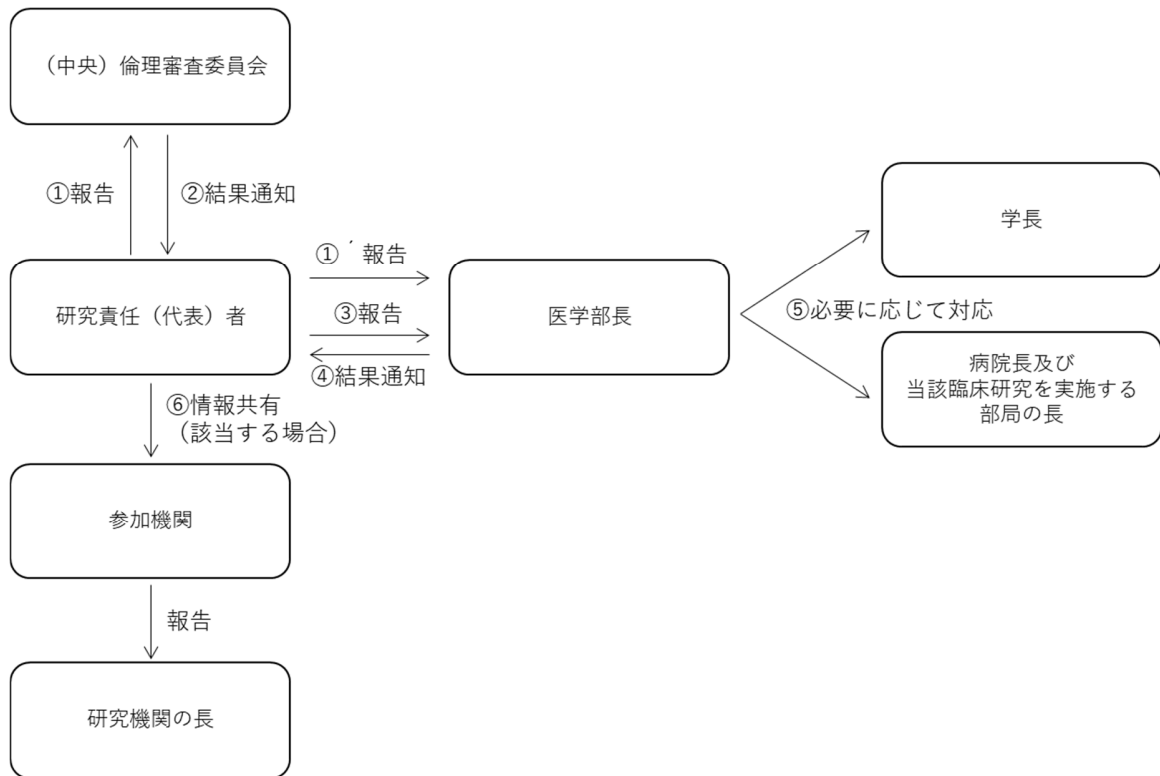 （中央）倫理審査委員会
①報告
②結果通知
研究責任（代表）者
①´報告
③報告
④結果通知
医学部長
学長
⑤必要に応じて対応
病院長及び
当該臨床研究を実施する
部局の長
⑥情報共有
（該当する場合）
参加機関
報告
研究機関の長